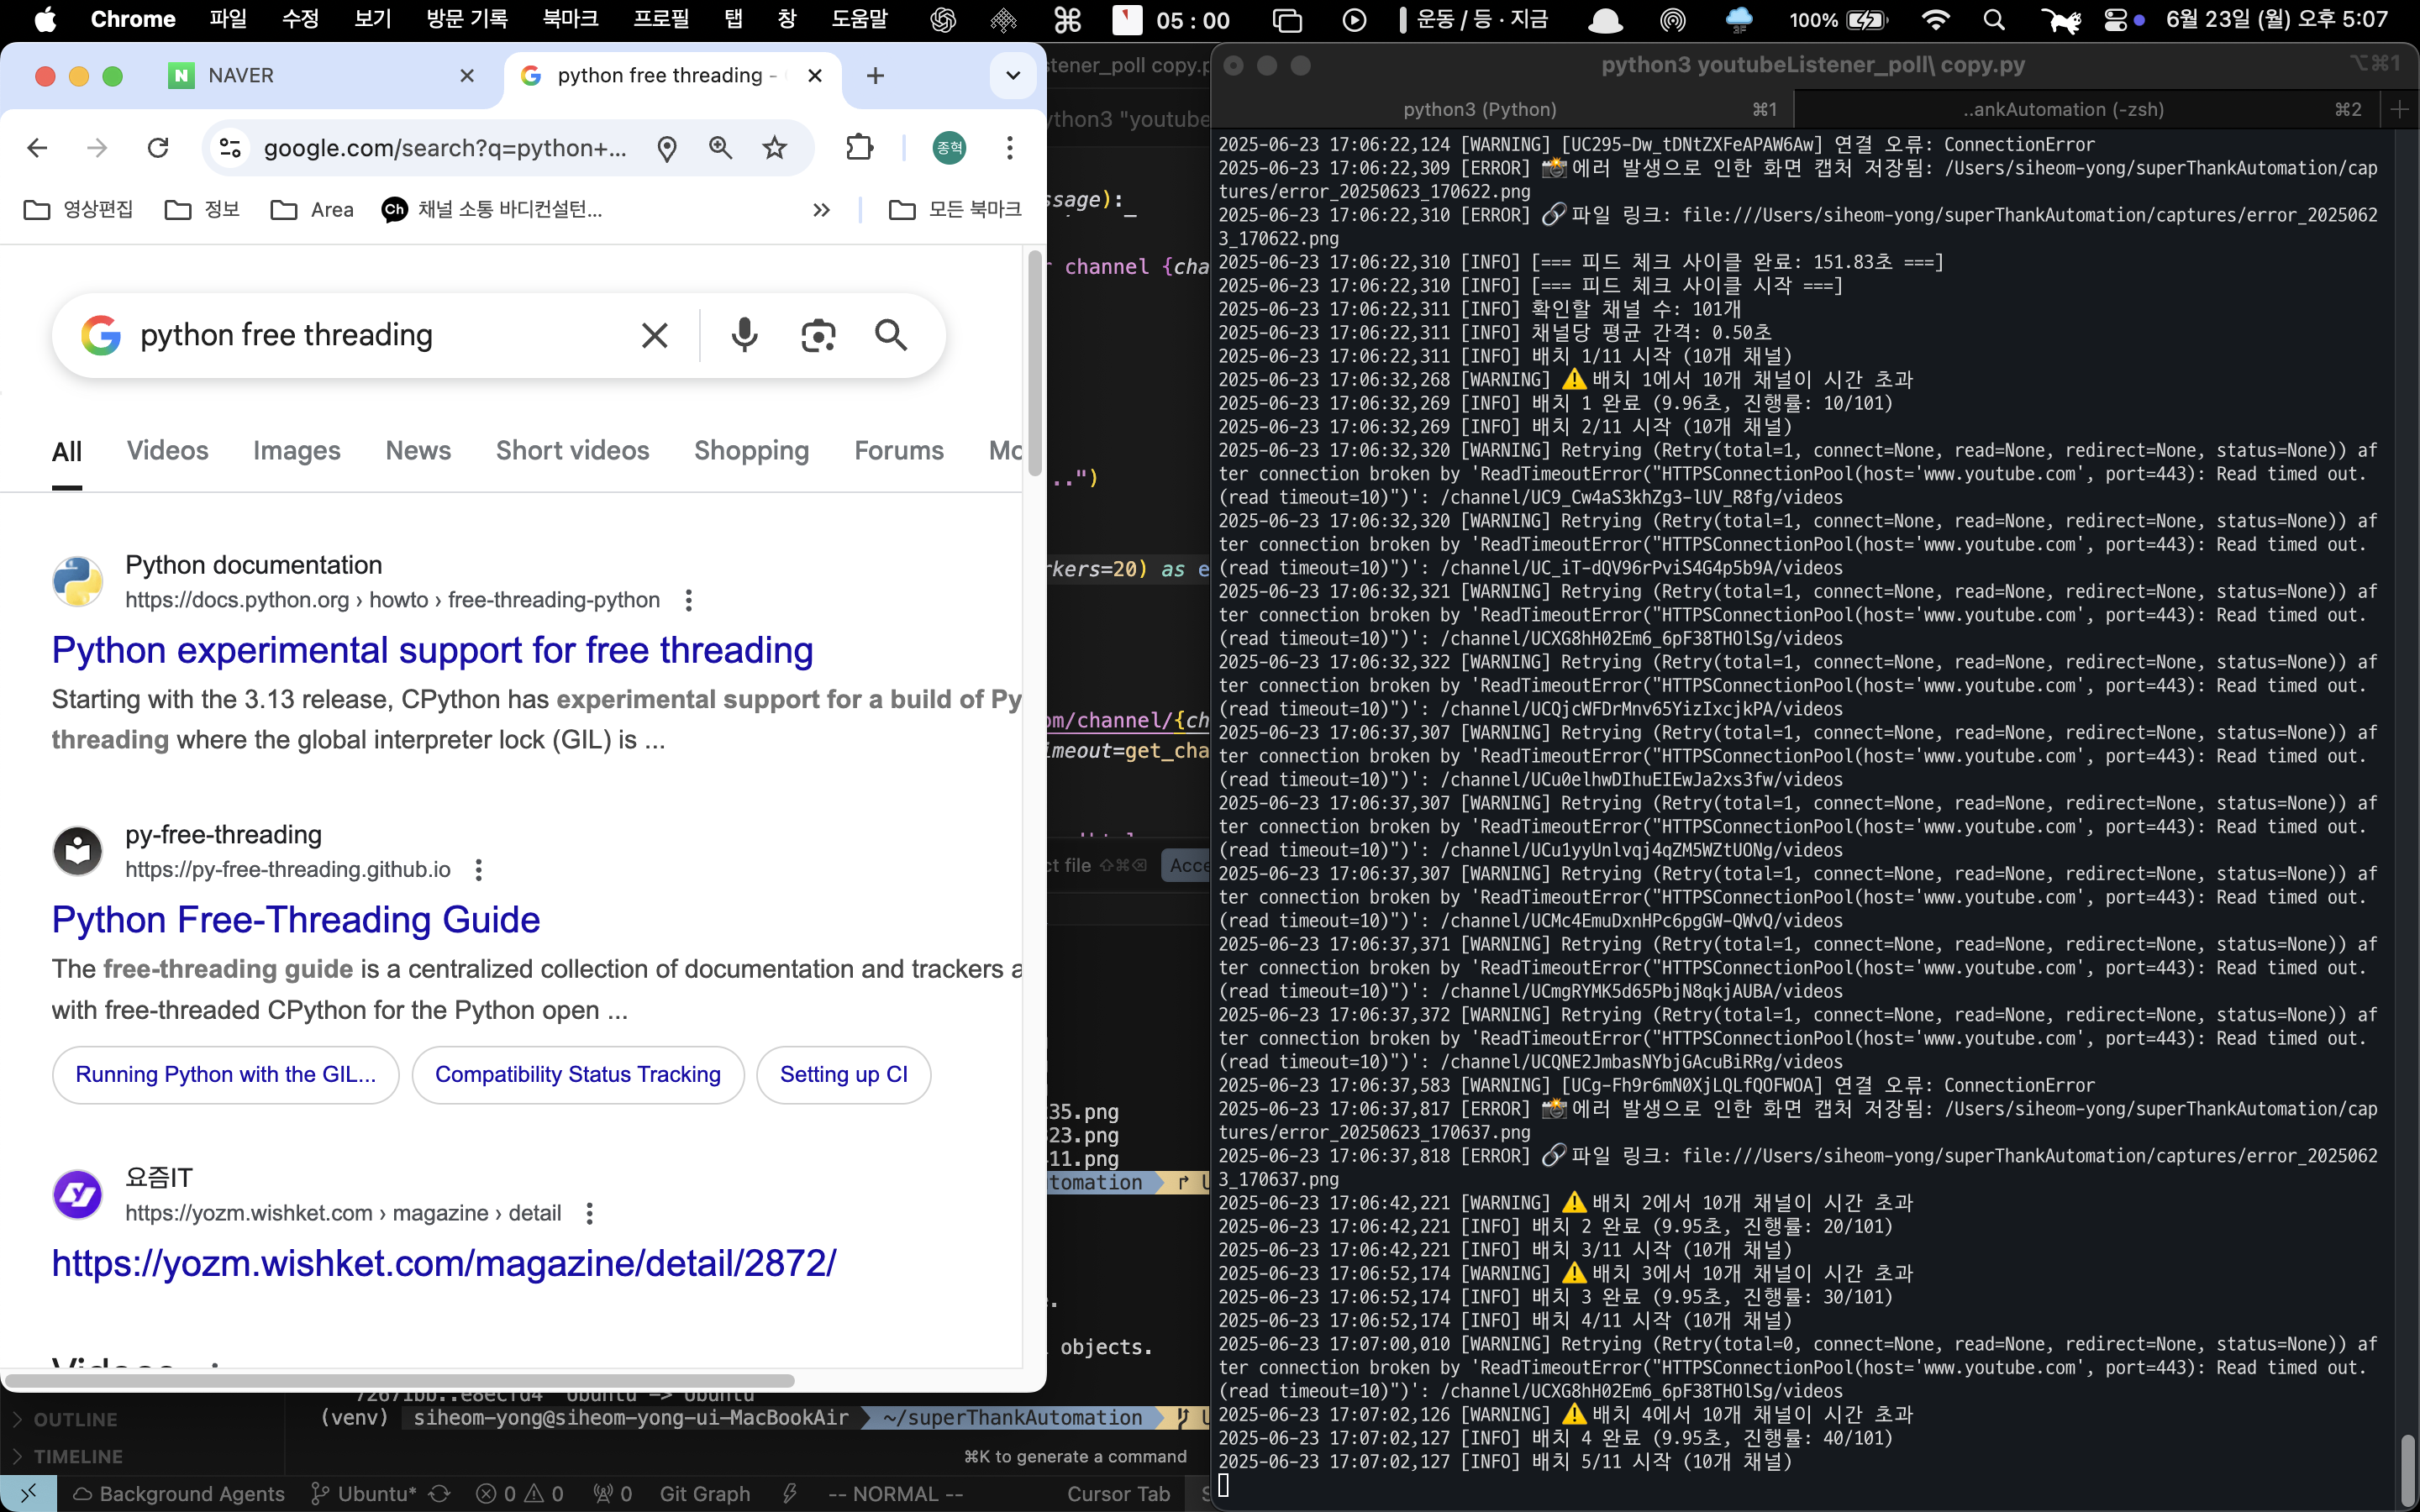 Chrome 파일 수정 보기 방문 기록 북마크 프로필 탭 창 도움말 05 : 00 운동 / 등 · 지금 100% 6월 23일 (월) 오후 5:07
NAVER
python free threading -
google.com/search?q=python+...
종혁
영상편집 정보 Area Ch 채널 소통 바디컨설턴... 모든 북마크
python free threading
All Videos Images News Short videos Shopping Forums
Python documentation
https://docs.python.org › howto › free-threading-python
Python experimental support for free threading
Starting with the 3.13 release, CPython has experimental support for a build of Py
threading where the global interpreter lock (GIL) is ...
py-free-threading
https://py-free-threading.github.io
Python Free-Threading Guide
The free-threading guide is a centralized collection of documentation and trackers
with free-threaded CPython for the Python open ...
Running Python with the GIL... Compatibility Status Tracking Setting up CI
요즘IT
https://yozm.wishket.com › magazine › detail
https://yozm.wishket.com/magazine/detail/2872/
Videos
stener_poll copy.p
ython3 "youtube
ssage):
r channel {cha
..")
rkers=20) as e
om/channel/{ch
imeout=get_cha
ct file ⇧⌘⌫ Acce
35.png
23.png
11.png
tomation
objects.
OUTLINE
TIMELINE
(venv) siheom-yong@siheom-yong-ui-MacBookAir ~/superThankAutomation
⌘K to generate a command
Background Agents Ubuntu* 0 0 0 Git Graph -- NORMAL -- Cursor Tab
python3 youtubeListener_poll\ copy.py ⌥⌘1
python3 (Python) ⌘1 ..ankAutomation (-zsh) ⌘2
2025-06-23 17:06:22,124 [WARNING] [UC295-Dw_tDNtZXFeAPAW6Aw] 연결 오류: ConnectionError
2025-06-23 17:06:22,309 [ERROR] 📸에러 발생으로 인한 화면 캡처 저장됨: /Users/siheom-yong/superThankAutomation/cap
tures/error_20250623_170622.png
2025-06-23 17:06:22,310 [ERROR] 🔗파일 링크: file:///Users/siheom-yong/superThankAutomation/captures/error_2025062
3_170622.png
2025-06-23 17:06:22,310 [INFO] [=== 피드 체크 사이클 완료: 151.83초 ===]
2025-06-23 17:06:22,310 [INFO] [=== 피드 체크 사이클 시작 ===]
2025-06-23 17:06:22,311 [INFO] 확인할 채널 수: 101개
2025-06-23 17:06:22,311 [INFO] 채널당 평균 간격: 0.50초
2025-06-23 17:06:22,311 [INFO] 배치 1/11 시작 (10개 채널)
2025-06-23 17:06:32,268 [WARNING] ⚠️배치 1에서 10개 채널이 시간 초과
2025-06-23 17:06:32,269 [INFO] 배치 1 완료 (9.96초, 진행률: 10/101)
2025-06-23 17:06:32,269 [INFO] 배치 2/11 시작 (10개 채널)
2025-06-23 17:06:32,320 [WARNING] Retrying (Retry(total=1, connect=None, read=None, redirect=None, status=None)) af
ter connection broken by 'ReadTimeoutError("HTTPSConnectionPool(host='www.youtube.com', port=443): Read timed out.
(read timeout=10)")': /channel/UC9_Cw4aS3khZg3-lUV_R8fg/videos
2025-06-23 17:06:32,320 [WARNING] Retrying (Retry(total=1, connect=None, read=None, redirect=None, status=None)) af
ter connection broken by 'ReadTimeoutError("HTTPSConnectionPool(host='www.youtube.com', port=443): Read timed out.
(read timeout=10)")': /channel/UC_iT-dQV96rPviS4G4p5b9A/videos
2025-06-23 17:06:32,321 [WARNING] Retrying (Retry(total=1, connect=None, read=None, redirect=None, status=None)) af
ter connection broken by 'ReadTimeoutError("HTTPSConnectionPool(host='www.youtube.com', port=443): Read timed out.
(read timeout=10)")': /channel/UCXG8hH02Em6_6pF38THOlSg/videos
2025-06-23 17:06:32,322 [WARNING] Retrying (Retry(total=1, connect=None, read=None, redirect=None, status=None)) af
ter connection broken by 'ReadTimeoutError("HTTPSConnectionPool(host='www.youtube.com', port=443): Read timed out.
(read timeout=10)")': /channel/UCQjcWFDrMnv65YizIxcjkPA/videos
2025-06-23 17:06:37,307 [WARNING] Retrying (Retry(total=1, connect=None, read=None, redirect=None, status=None)) af
ter connection broken by 'ReadTimeoutError("HTTPSConnectionPool(host='www.youtube.com', port=443): Read timed out.
(read timeout=10)")': /channel/UCu0elhwDIhuEIEwJa2xs3fw/videos
2025-06-23 17:06:37,307 [WARNING] Retrying (Retry(total=1, connect=None, read=None, redirect=None, status=None)) af
ter connection broken by 'ReadTimeoutError("HTTPSConnectionPool(host='www.youtube.com', port=443): Read timed out.
(read timeout=10)")': /channel/UCu1yyUnlvqj4qZM5WZtUONg/videos
2025-06-23 17:06:37,307 [WARNING] Retrying (Retry(total=1, connect=None, read=None, redirect=None, status=None)) af
ter connection broken by 'ReadTimeoutError("HTTPSConnectionPool(host='www.youtube.com', port=443): Read timed out.
(read timeout=10)")': /channel/UCMc4EmuDxnHPc6pgGW-QWvQ/videos
2025-06-23 17:06:37,371 [WARNING] Retrying (Retry(total=1, connect=None, read=None, redirect=None, status=None)) af
ter connection broken by 'ReadTimeoutError("HTTPSConnectionPool(host='www.youtube.com', port=443): Read timed out.
(read timeout=10)")': /channel/UCmgRYMK5d65PbjN8qkjAUBA/videos
2025-06-23 17:06:37,372 [WARNING] Retrying (Retry(total=1, connect=None, read=None, redirect=None, status=None)) af
ter connection broken by 'ReadTimeoutError("HTTPSConnectionPool(host='www.youtube.com', port=443): Read timed out.
(read timeout=10)")': /channel/UCQNE2JmbasNYbjGAcuBiRRg/videos
2025-06-23 17:06:37,583 [WARNING] [UCg-Fh9r6mN0XjLQLfQOFWOA] 연결 오류: ConnectionError
2025-06-23 17:06:37,817 [ERROR] 📸에러 발생으로 인한 화면 캡처 저장됨: /Users/siheom-yong/superThankAutomation/cap
tures/error_20250623_170637.png
2025-06-23 17:06:37,818 [ERROR] 🔗파일 링크: file:///Users/siheom-yong/superThankAutomation/captures/error_2025062
3_170637.png
2025-06-23 17:06:42,221 [WARNING] ⚠️배치 2에서 10개 채널이 시간 초과
2025-06-23 17:06:42,221 [INFO] 배치 2 완료 (9.95초, 진행률: 20/101)
2025-06-23 17:06:42,221 [INFO] 배치 3/11 시작 (10개 채널)
2025-06-23 17:06:52,174 [WARNING] ⚠️배치 3에서 10개 채널이 시간 초과
2025-06-23 17:06:52,174 [INFO] 배치 3 완료 (9.95초, 진행률: 30/101)
2025-06-23 17:06:52,174 [INFO] 배치 4/11 시작 (10개 채널)
2025-06-23 17:07:00,010 [WARNING] Retrying (Retry(total=0, connect=None, read=None, redirect=None, status=None)) af
ter connection broken by 'ReadTimeoutError("HTTPSConnectionPool(host='www.youtube.com', port=443): Read timed out.
(read timeout=10)")': /channel/UCXG8hH02Em6_6pF38THOlSg/videos
2025-06-23 17:07:02,126 [WARNING] ⚠️배치 4에서 10개 채널이 시간 초과
2025-06-23 17:07:02,127 [INFO] 배치 4 완료 (9.95초, 진행률: 40/101)
2025-06-23 17:07:02,127 [INFO] 배치 5/11 시작 (10개 채널)